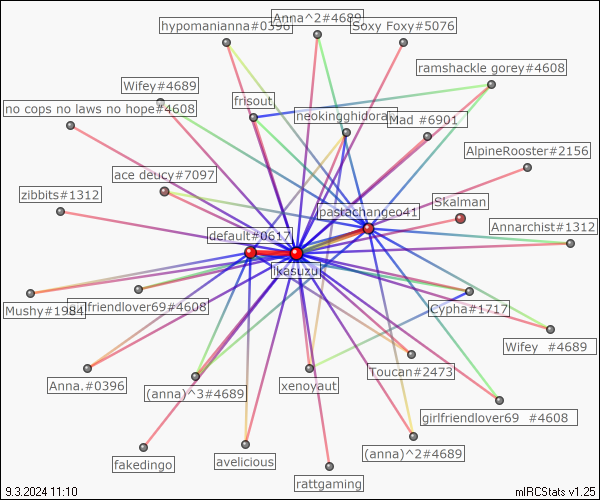 Anna^2#4689
hypomanianna#0396
Soxy Foxy#5076
ramshackle gorey#4608
Wifey#4689
frisout
no cops no laws no hope#4608
neokingghidora
Mad #6901
AlpineRooster#2156
ace deucy#7097
zibbits#1312
Skalman
pastachangeo41
Annarchist#1312
default#0617
likasuzuk
Mushy#1984
girlfriendlover69#4608
Cypha#1717
Wifey #4689
Toucan#2473
Anna.#0396
(anna)^3#4689
xenoyaut
girlfriendlover69 #4608
(anna)^2#4689
fakedingo
avelicious
rattgaming
9.3.2024 11:10
mIRCStats v1.25